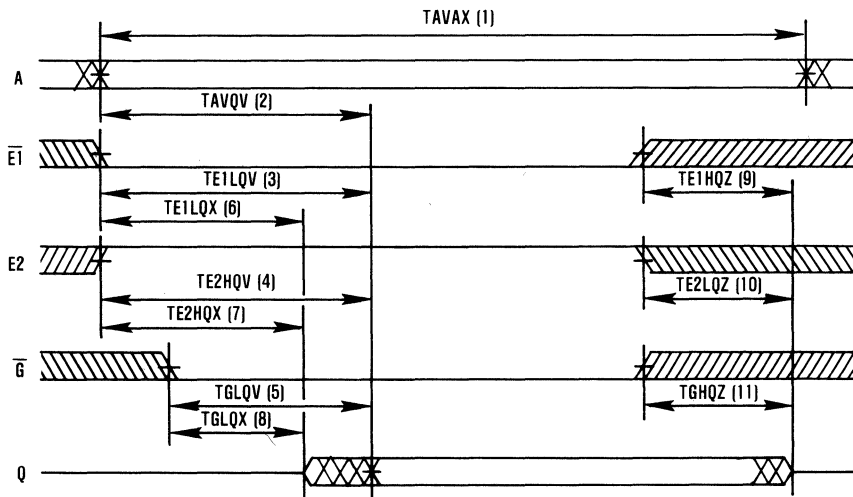 TAVAX (1)
A
TAVQV (2)
E1
TE1LQV (3)
TE1HQZ (9)
TE1LQX (6)
E2
TE2HQV (4)
TE2LQZ (10)
TE2HQX (7)
G
TGLQV (5)
TGHQZ (11)
TGLQX (8)
Q